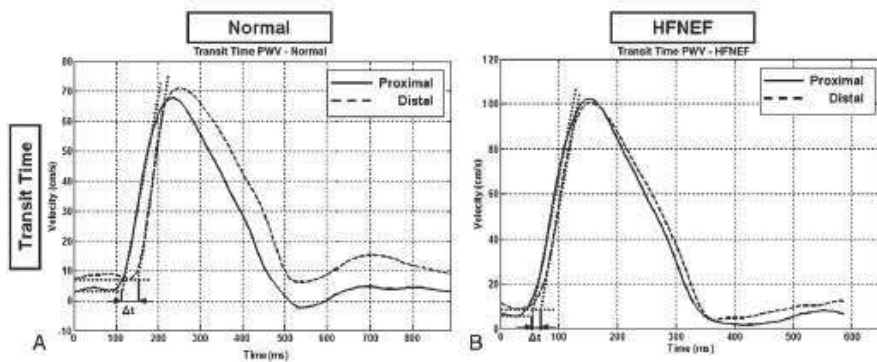 Normal
HFNEF
Transit Time PWV - Normal
Transit Time PWV - HFNEF
Transit Time
Velocity (cm/s)
80
70
60
50
40
30
20
10
0
-10
Proximal
Distal
Δt
0 100 200 300 400 500 600 700 800
Time (ms)
A
Velocity (cm/s)
120
100
80
60
40
20
0
Proximal
Distal
Δt
0 100 200 300 400 500 600
Time (ms)
B